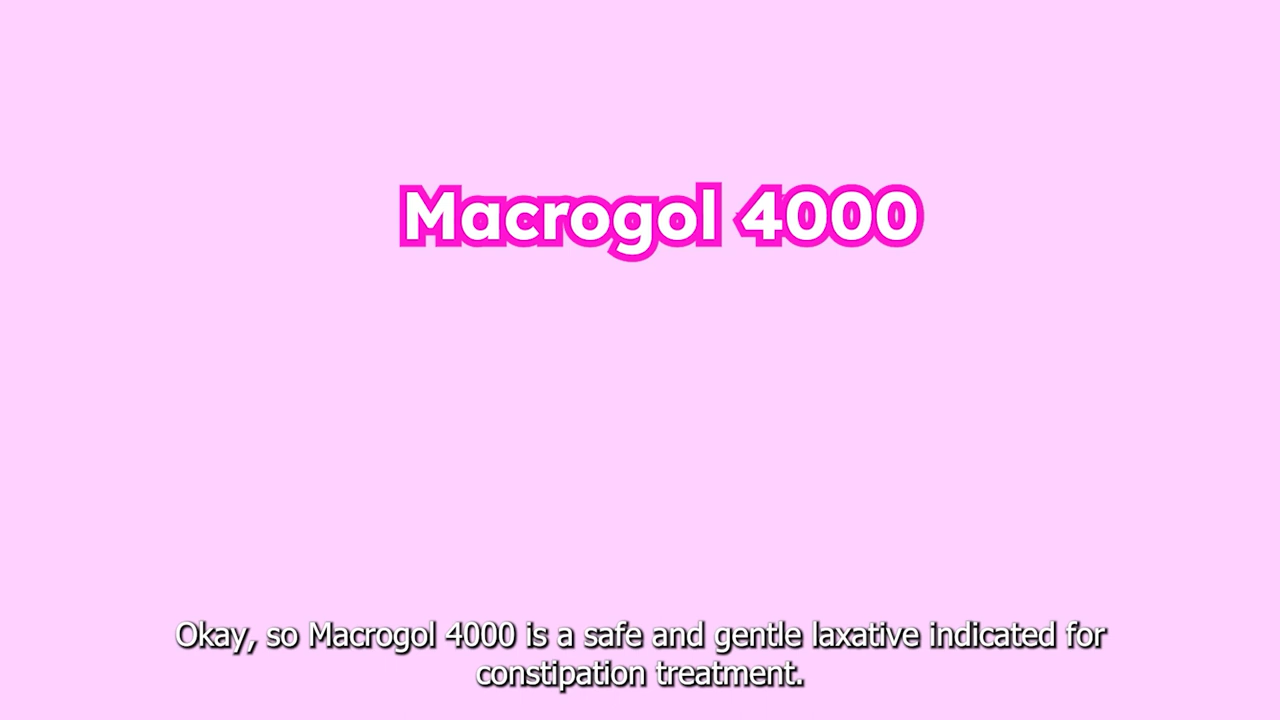 Macrogol 4000
Okay, so Macrogol 4000 is a safe and gentle laxative indicated for
constipation treatment.